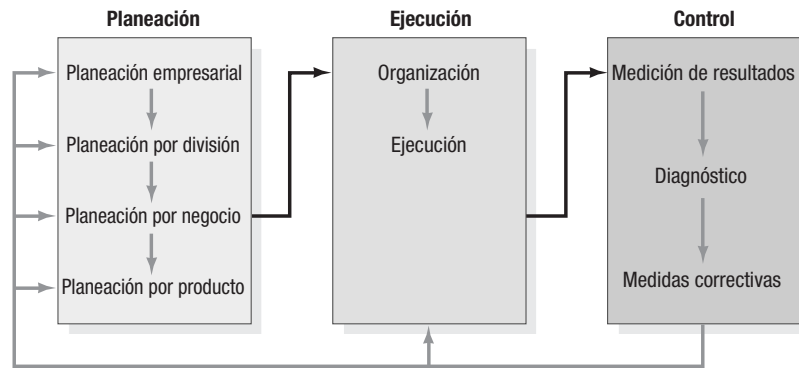 Planeación
Planeación empresarial
Planeación por división
Planeación por negocio
Planeación por producto
Ejecución
Organización
Ejecución
Control
Medición de resultados
Diagnóstico
Medidas correctivas